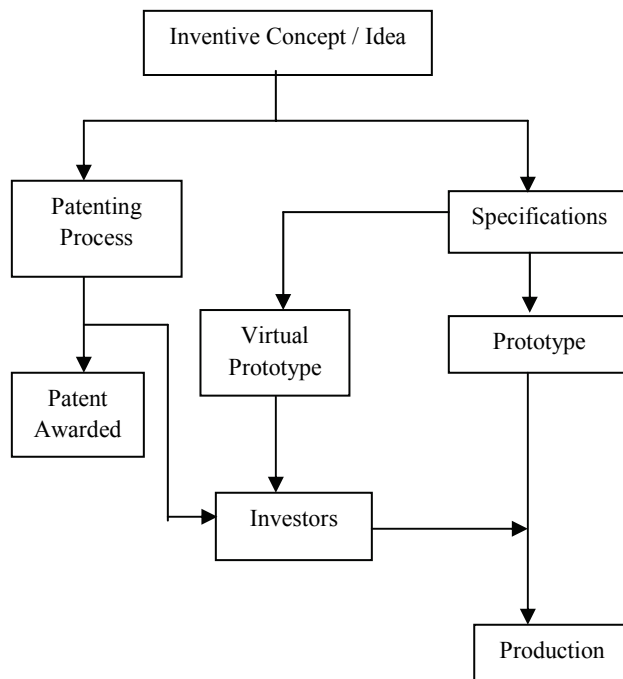 Inventive Concept / Idea
Patenting
Process
Specifications
Virtual
Prototype
Prototype
Patent
Awarded
Investors
Production